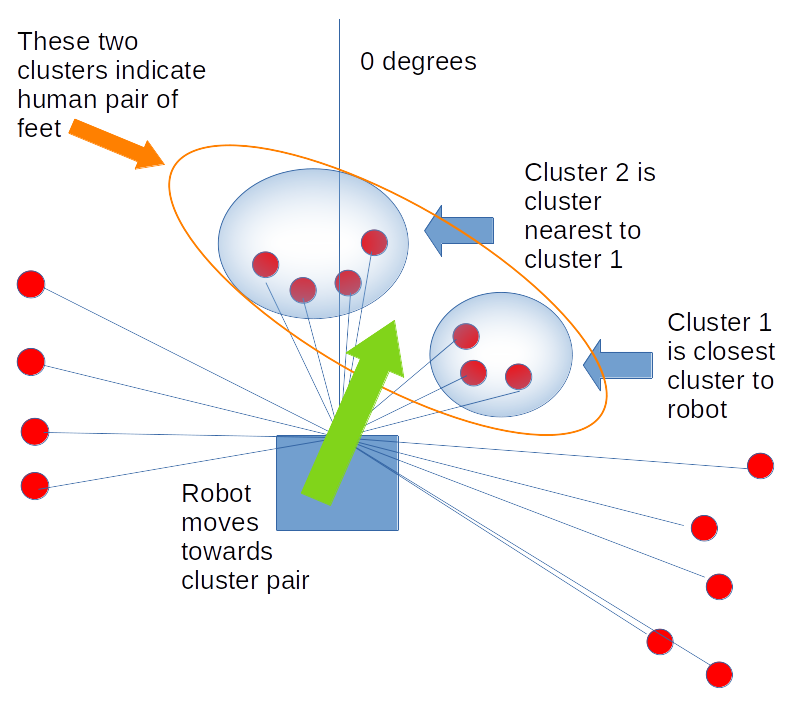 These two
clusters indicate
human pair of
feet
0 degrees
Cluster 2 is
cluster
nearest to
cluster 1
Cluster 1
is closest
cluster to
robot
Robot
moves
towards
cluster pair